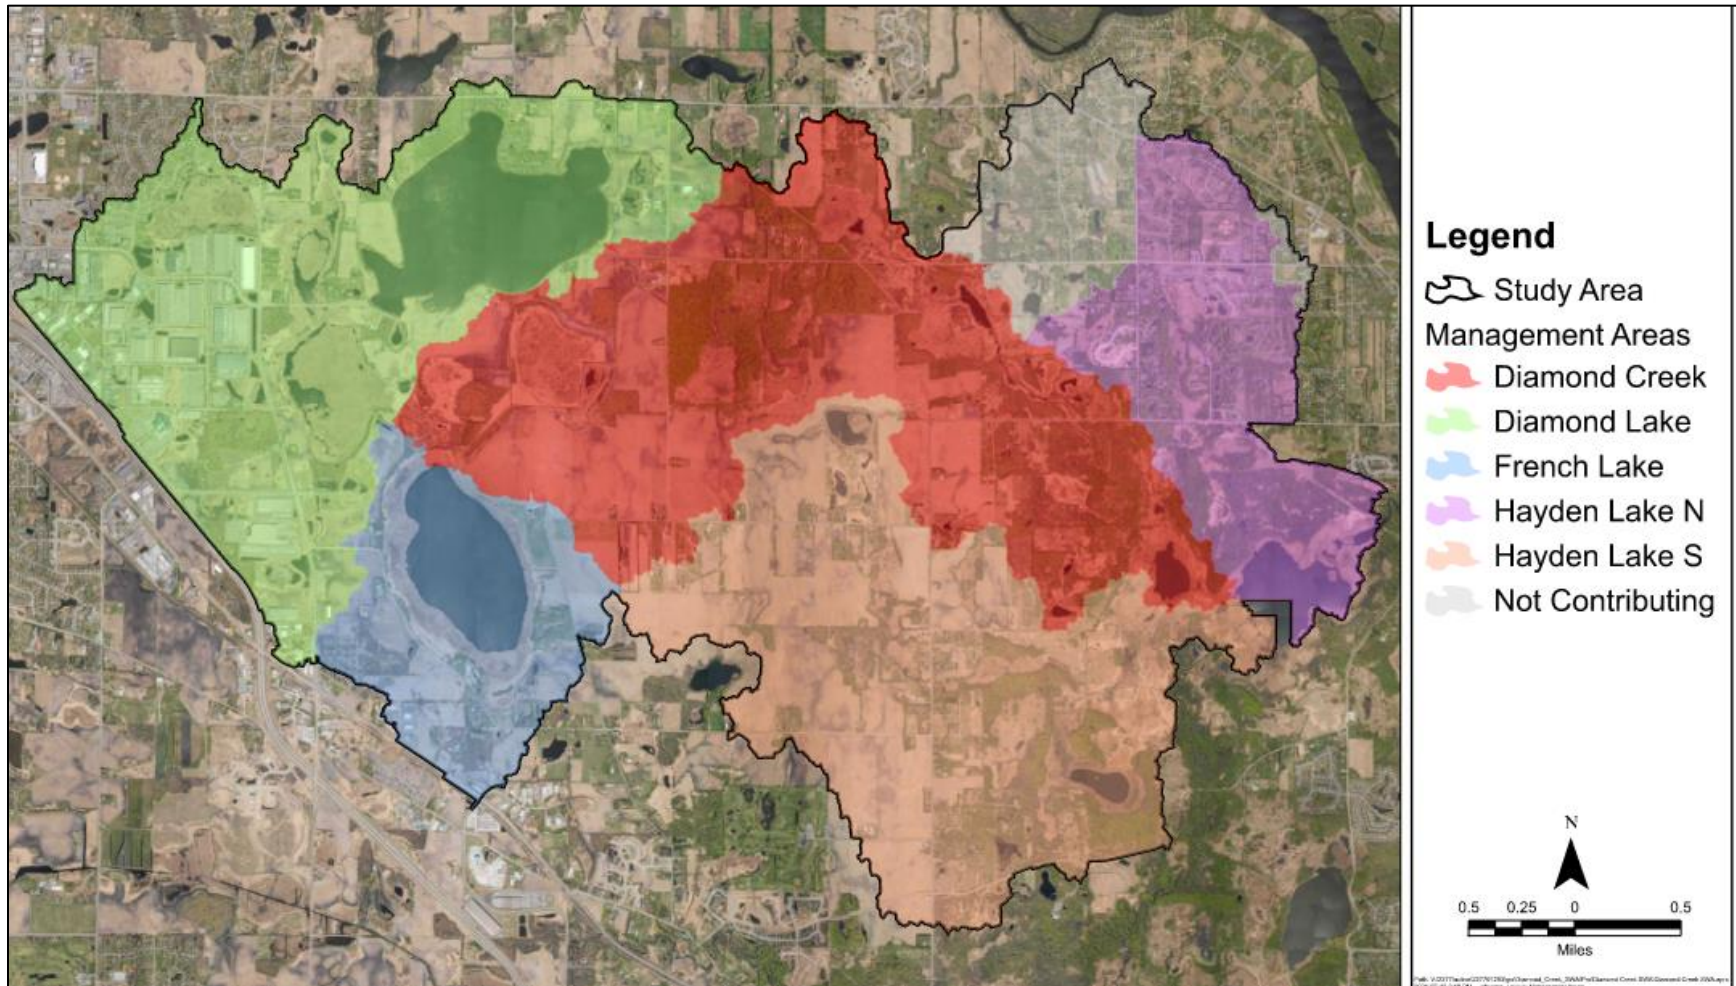 Legend
Study Area
Management Areas
Diamond Creek
Diamond Lake
French Lake
Hayden Lake N
Hayden Lake S
Not Contributing
N
0.5 0.25 0 0.5
Miles